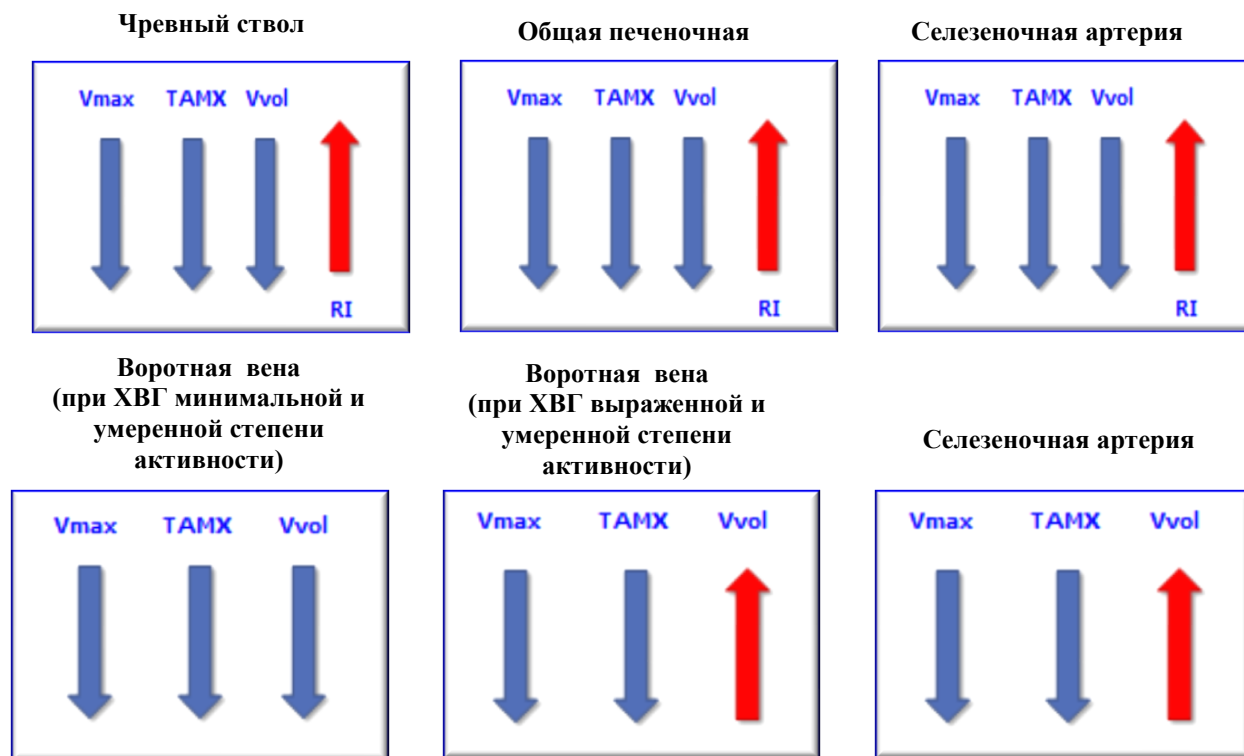 Чревный ствол
Общая печеночная
Селезеночная артерия
Vmax TAMX Vvol
RI
Vmax TAMX Vvol
RI
Vmax TAMX Vvol
RI
Воротная вена
(при ХВГ минимальной и
умеренной степени
активности)
Воротная вена
(при ХВГ выраженной и
умеренной степени
активности)
Селезеночная артерия
Vmax TAMX Vvol
Vmax TAMX Vvol
Vmax TAMX Vvol